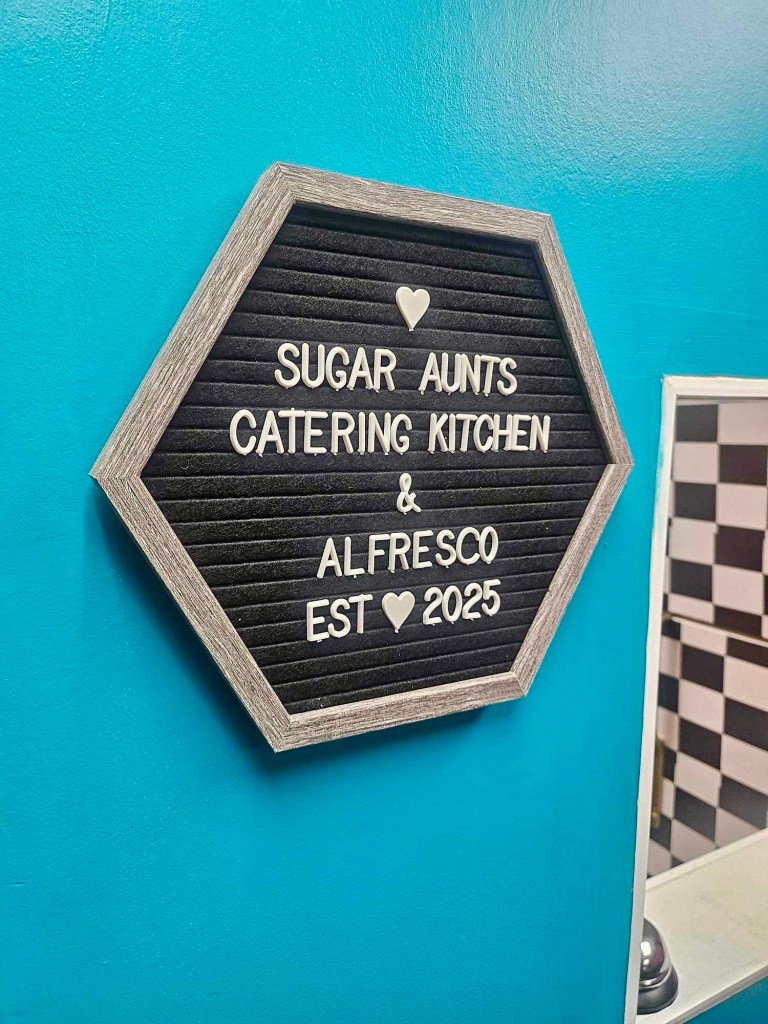 SUGAR AUNTS
CATERING KITCHEN
&
ALFRESCO
EST ♥ 2025